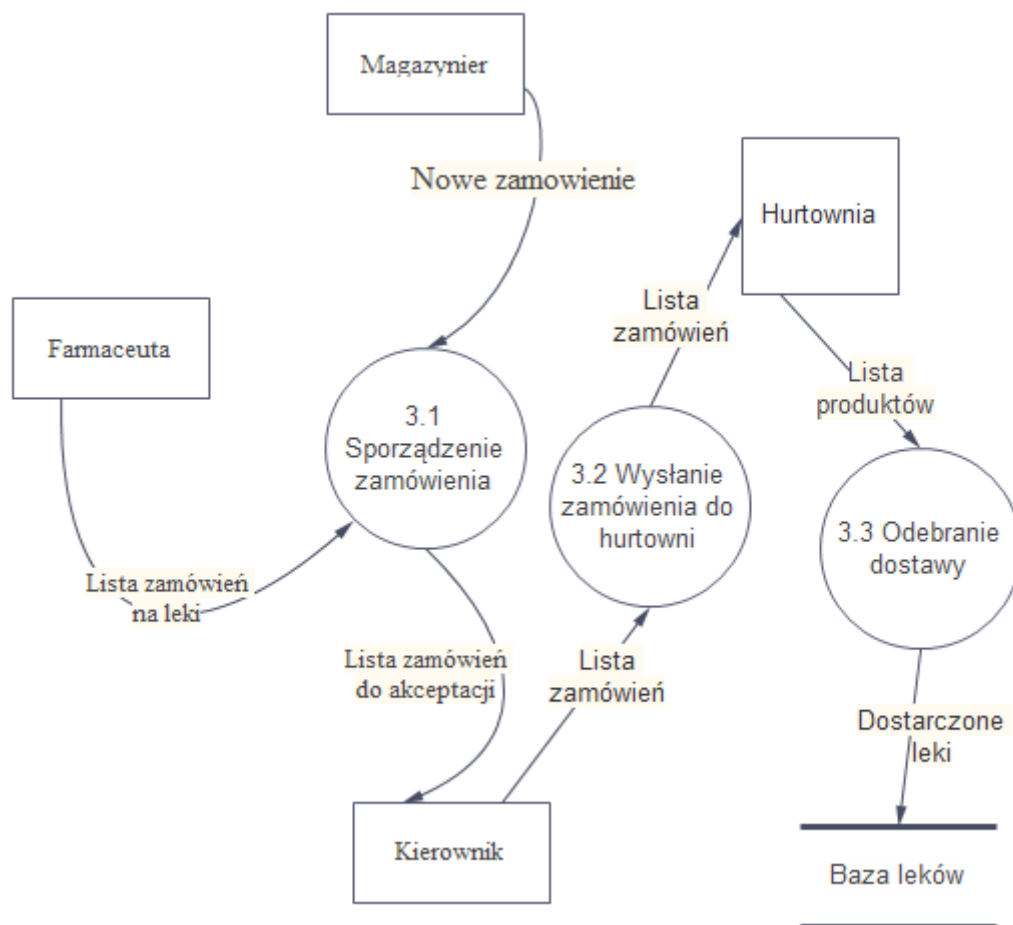 Magazynier
Nowe zamowienie
Hurtownia
Farmaceuta
Lista
zamówień
3.1
Sporządzenie
zamówienia
Lista
produktów
3.2 Wysłanie
zamówienia do
hurtowni
3.3 Odebranie
dostawy
Lista zamówień
na leki
Lista zamówień
do akceptacji
Lista
zamówień
Dostarczone
leki
Kierownik
Baza leków